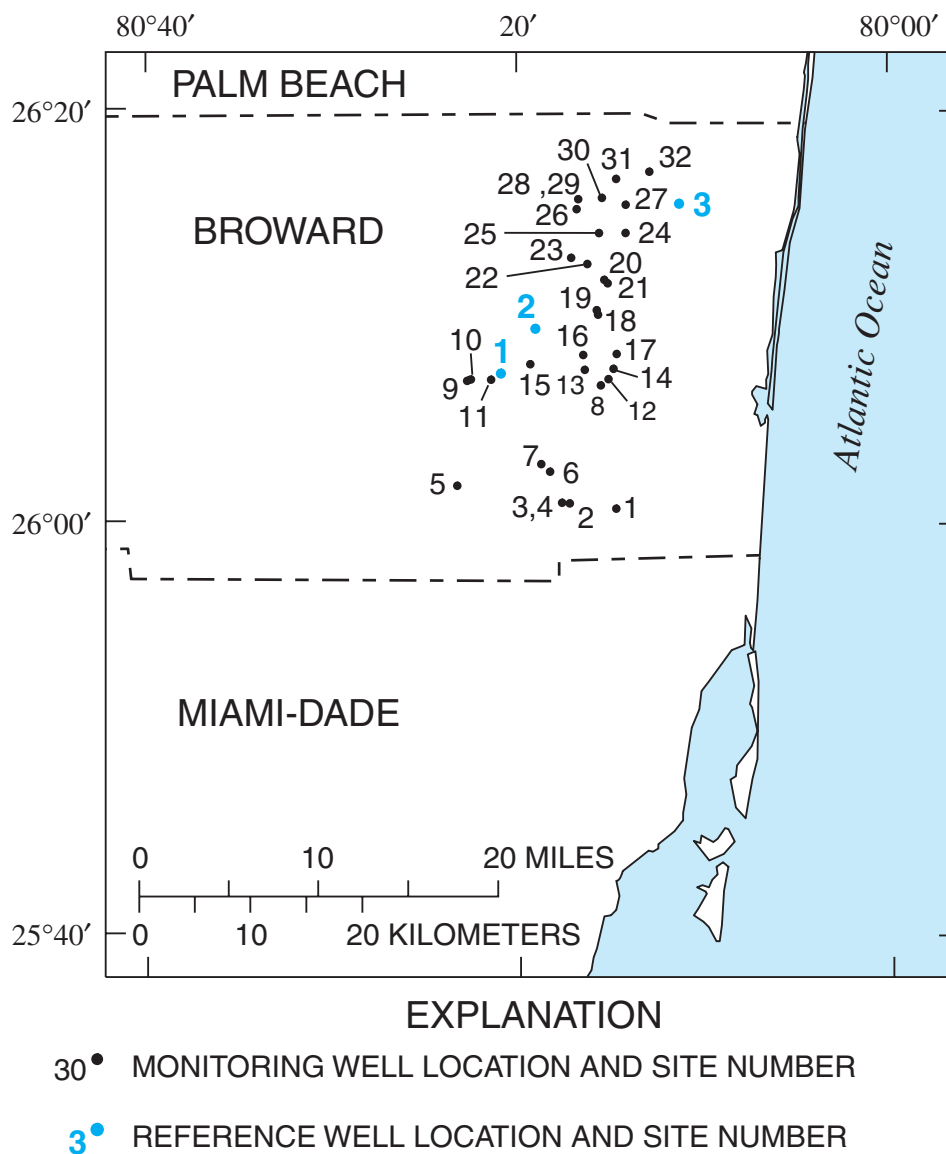 80°40′ 20′ 80°00′
PALM BEACH
26°20′
30 31 32
28 ,29 27 3
26
BROWARD
25 24
23
22 20
21
19
2 18
10 1 16 17
9 15 13 14
11 8 12
7 6
5
3,4 2 1
26°00′
Atlantic Ocean
MIAMI-DADE
0 10 20 MILES
0 10 20 KILOMETERS
25°40′
EXPLANATION
30 MONITORING WELL LOCATION AND SITE NUMBER
3 REFERENCE WELL LOCATION AND SITE NUMBER